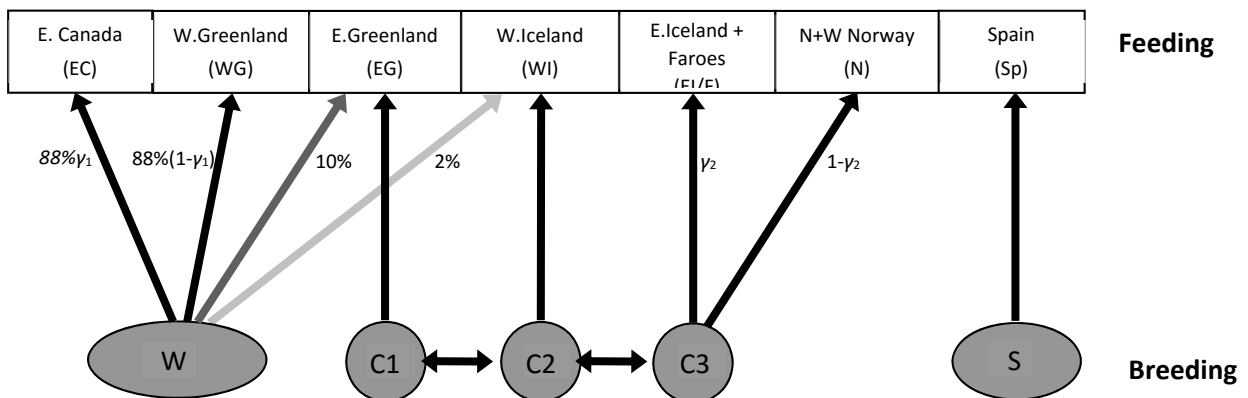 E. Canada
(EC)
W.Greenland
(WG)
E.Greenland
(EG)
W.Iceland
(WI)
E.Iceland +
Faroes
(EI/F)
N+W Norway
(N)
Spain
(Sp)
Feeding
88%γ1
88%(1-γ1)
10%
2%
γ2
1-γ2
W
C1
C2
C3
S
Breeding